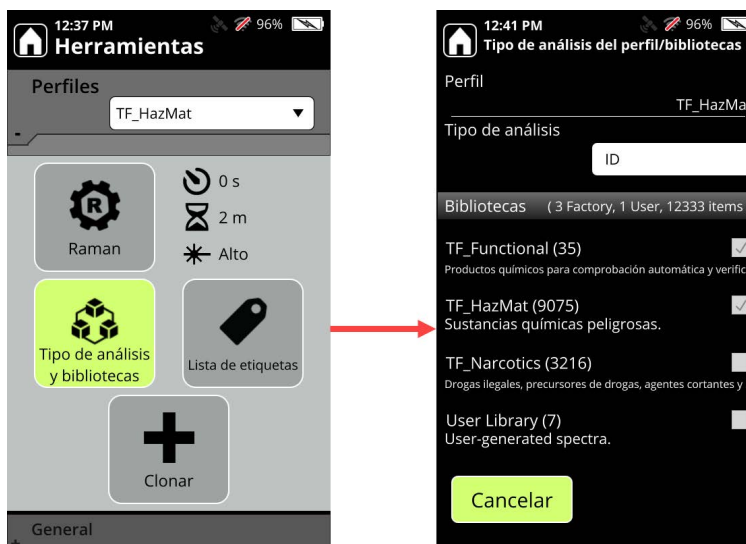 12:37 PM 96%
Herramientas
Perfiles
TF_HazMat
-
R
Raman
0 s
2 m
Alto
Tipo de análisis
y bibliotecas
Lista de etiquetas
Clonar
General
+
12:41 PM 96%
Tipo de análisis del perfil/bibliotecas
Perfil
TF_HazMa
Tipo de análisis
ID
Bibliotecas ( 3 Factory, 1 User, 12333 items
TF_Functional (35)
Productos químicos para comprobación automática y verific
TF_HazMat (9075)
Sustancias químicas peligrosas.
TF_Narcotics (3216)
Drogas ilegales, precursores de drogas, agentes cortantes y
User Library (7)
User-generated spectra.
Cancelar